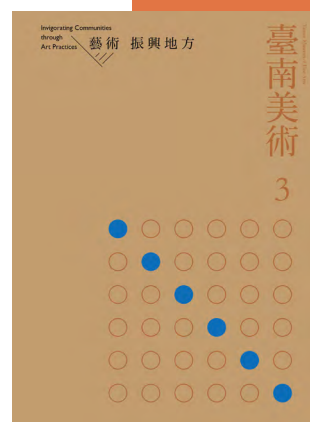 Invigorating Communities
through
Art Practices
藝術 振興地方
臺南美術
3